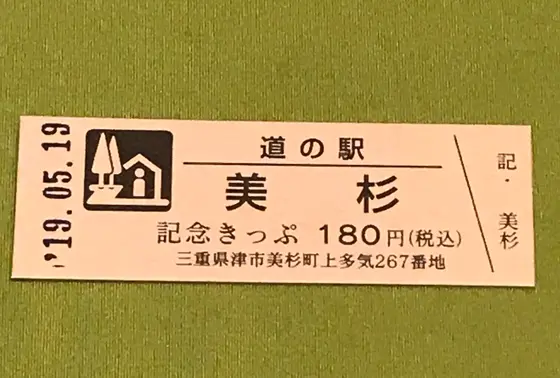 '19.05.19
道の駅
美杉
記念きっぷ 180円(税込)
三重県津市美杉町上多気267番地
記・美杉